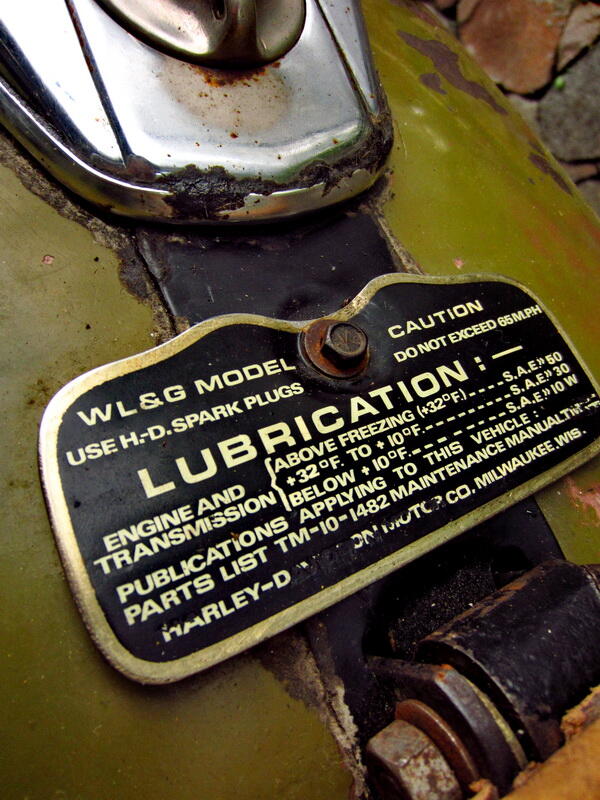 WL&G MODEL
CAUTION
USE H.-D. SPARK PLUGS
DO NOT EXCEED 65 M.P.H
LUBRICATION:—
ENGINE AND TRANSMISSION
{ABOVE FREEZING (+32°F.) ---- S.A.E.» 50
+32°F. TO +10°F. -------- S.A.E.» 30
BELOW +10°F. -------- S.A.E.» 10 W
PUBLICATIONS APPLYING TO THIS VEHICLE:
PARTS LIST TM-10-1482 MAINTENANCE MANUAL
HARLEY-D MOTOR CO. MILWAUKEE, WIS.